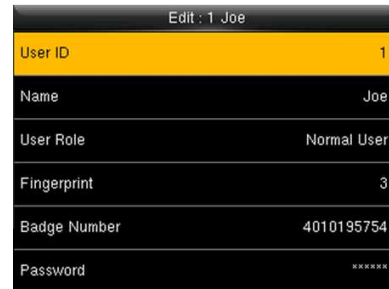 Edit : 1 Joe
User ID 1
Name Joe
User Role Normal User
Fingerprint 3
Badge Number 4010195754
Password ******